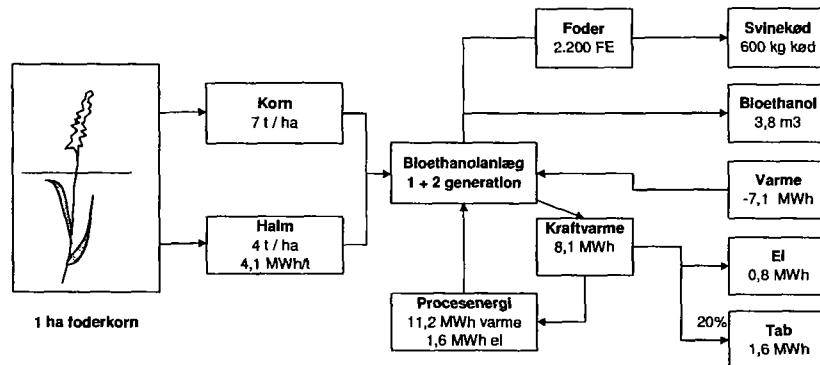 Foder
2.200 FE
Svinekød
600 kg kød
Korn
7 t / ha
Bioethanol
3,8 m3
Bioethanolanlæg
1 + 2 generation
Varme
-7,1 MWh
Halm
4 t / ha
4,1 MWh/t
Kraftvarme
8,1 MWh
El
0,8 MWh
Procesenergi
11,2 MWh varme
1,6 MWh el
20%
Tab
1,6 MWh
1 ha foderkorn